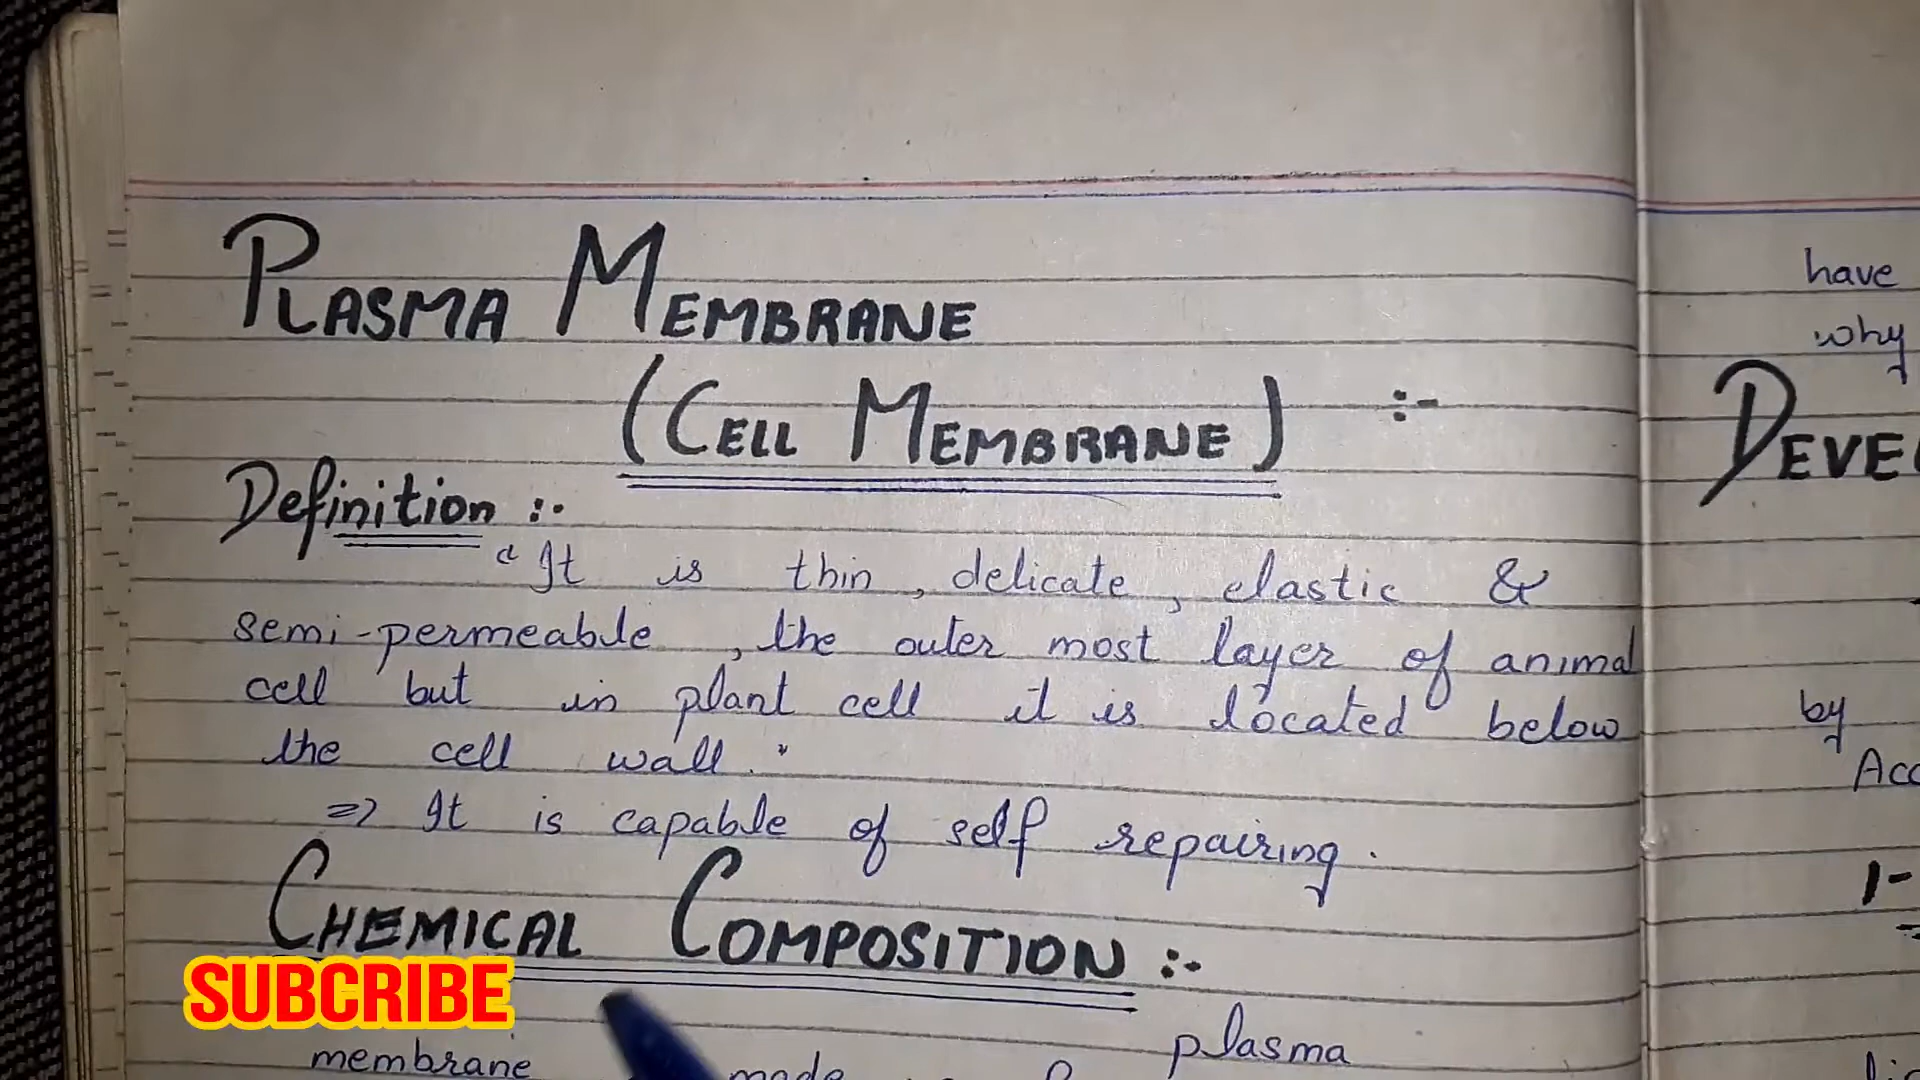 PLASMA MEMBRANE
(CELL MEMBRANE) :-
Definition :-
"It is thin, delicate, elastic &
semi-permeable, the outer most layer of animal
cell but in plant cell it is located below
the cell wall."
⇒ It is capable of self repairing.
CHEMICAL COMPOSITION :-
plasma
membrane made
SUBCRIBE
have
why
DEVE
by
Acc
1-